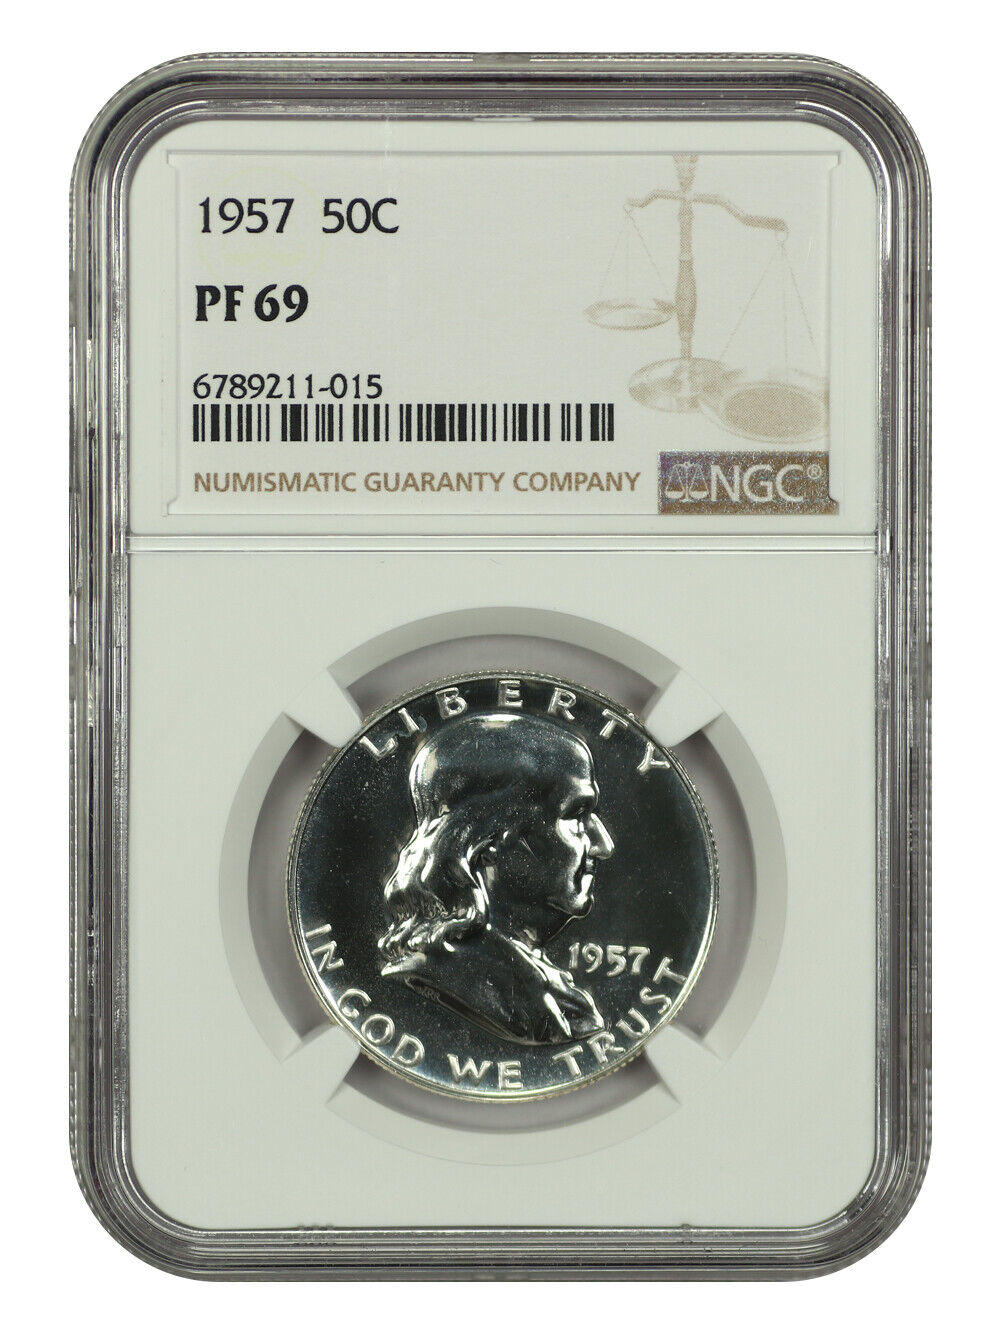 1957 50C
PF 69
6789211-015
NUMISMATIC GUARANTY COMPANY
NGC®
LIBERTY
1957
IN GOD WE TRUST